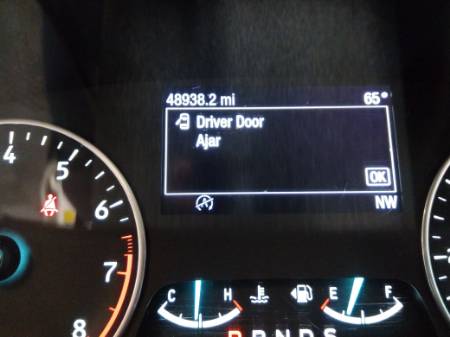 48938.2 mi 65°
Driver Door
Ajar
OK
NW
4
5
6
7
8
C H
E F
P R N D S